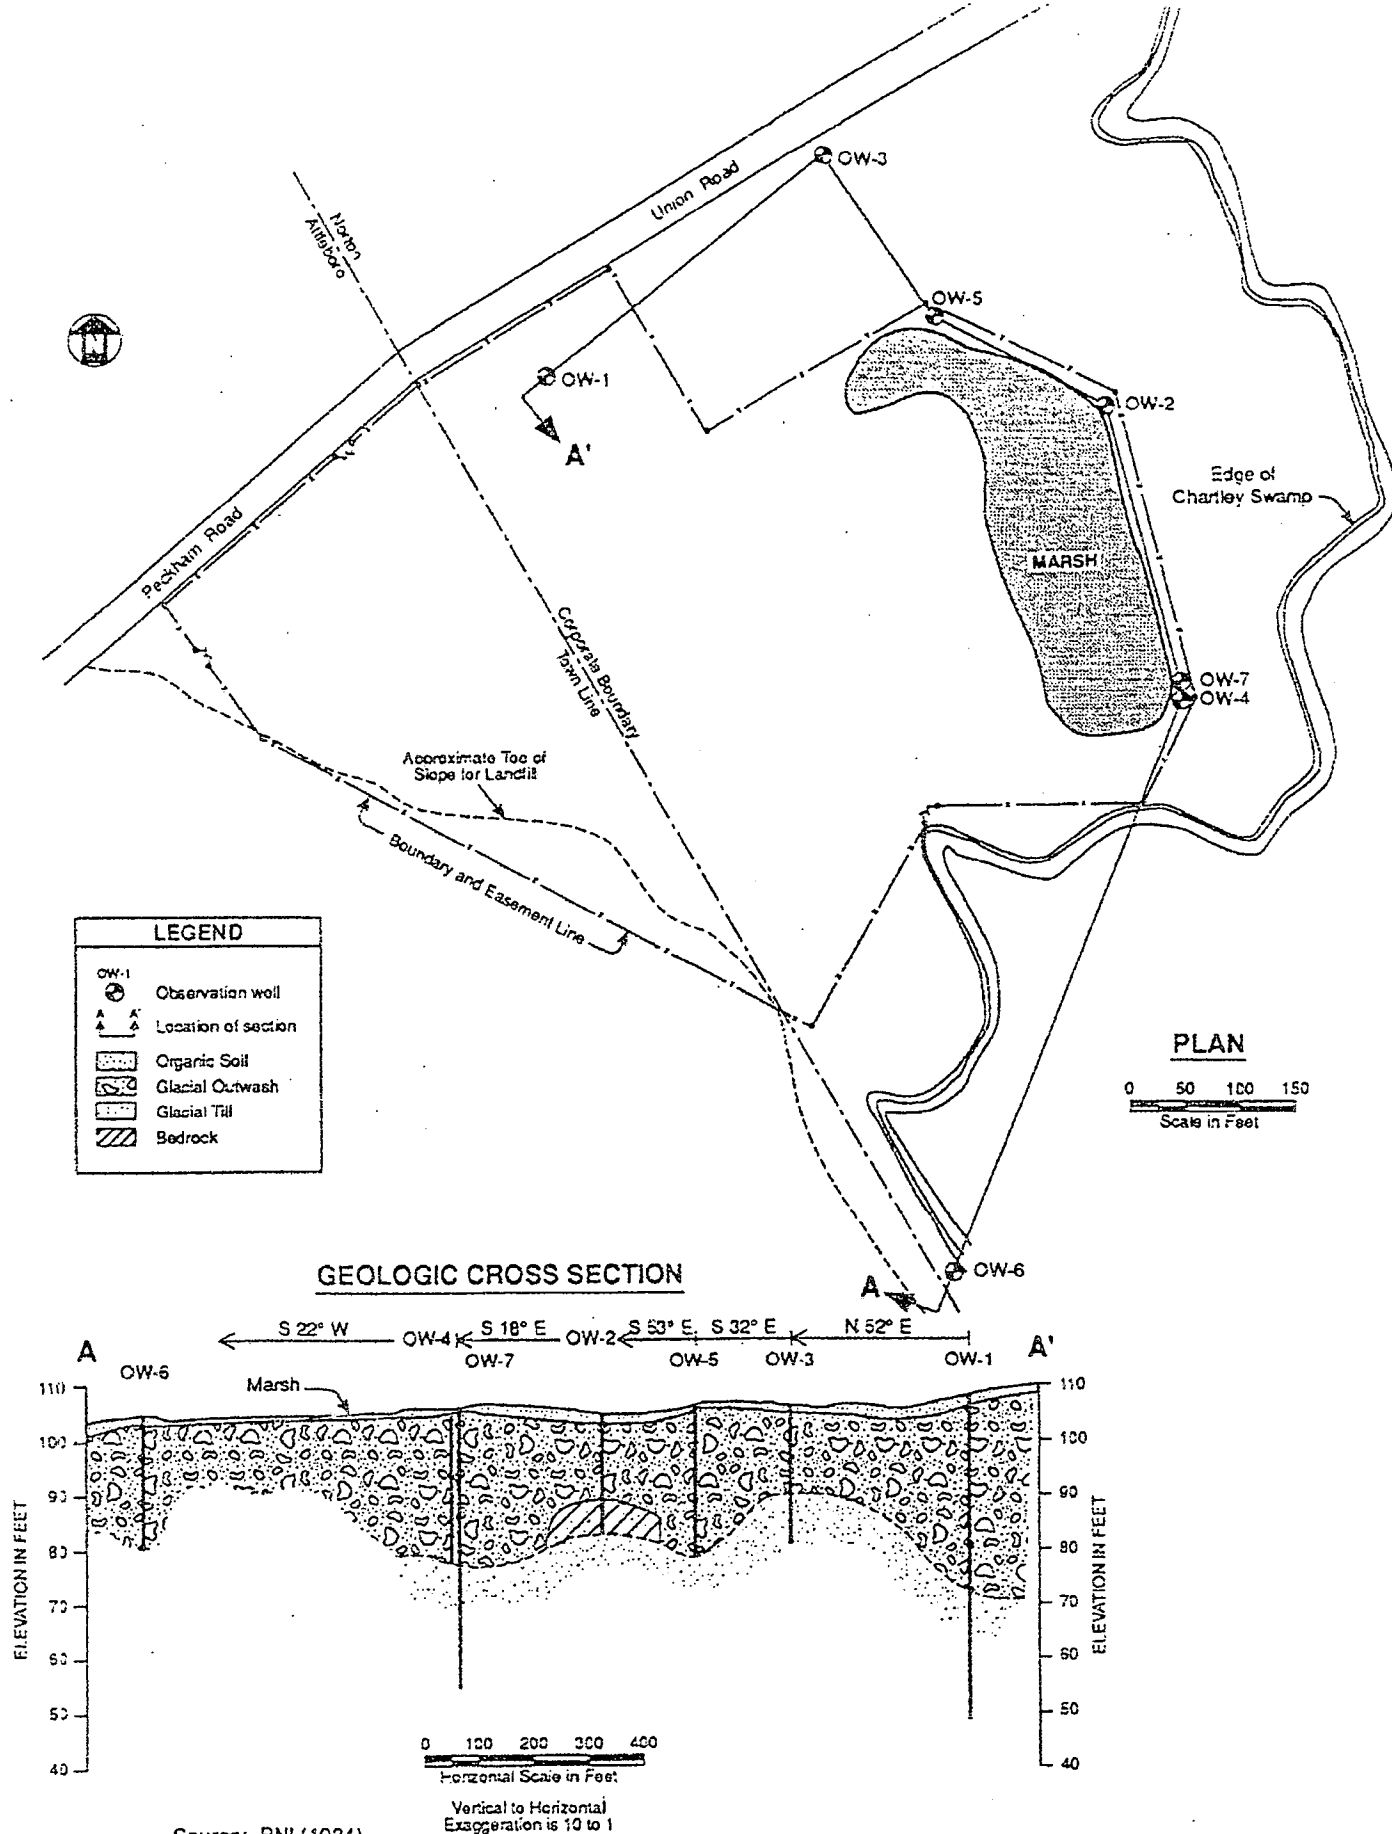 OW-3
Union Road
Norton
Attleboro
N
OW-5
OW-1
A'
OW-2
Edge of
Chartley Swamp
Peckham Road
MARSH
Corporate Boundary
Town Line
OW-7
OW-4
Approximate Toe of
Slope for Landfill
Boundary and Easement Line
LEGEND
OW-1
Observation well
A A'
Location of section
Organic Soil
Glacial Outwash
Glacial Till
Bedrock
PLAN
0 50 100 150
Scale in Feet
OW-6
A
GEOLOGIC CROSS SECTION
A
S 22° W
OW-4
S 18° E
OW-2
S 53° E
S 32° E
N 52° E
A'
OW-6
OW-7
OW-5
OW-3
OW-1
Marsh
110
100
90
80
70
60
50
40
ELEVATION IN FEET
110
100
90
80
70
60
50
40
ELEVATION IN FEET
0 100 200 300 400
Horizontal Scale in Feet
Vertical to Horizontal
Exaggeration is 10 to 1